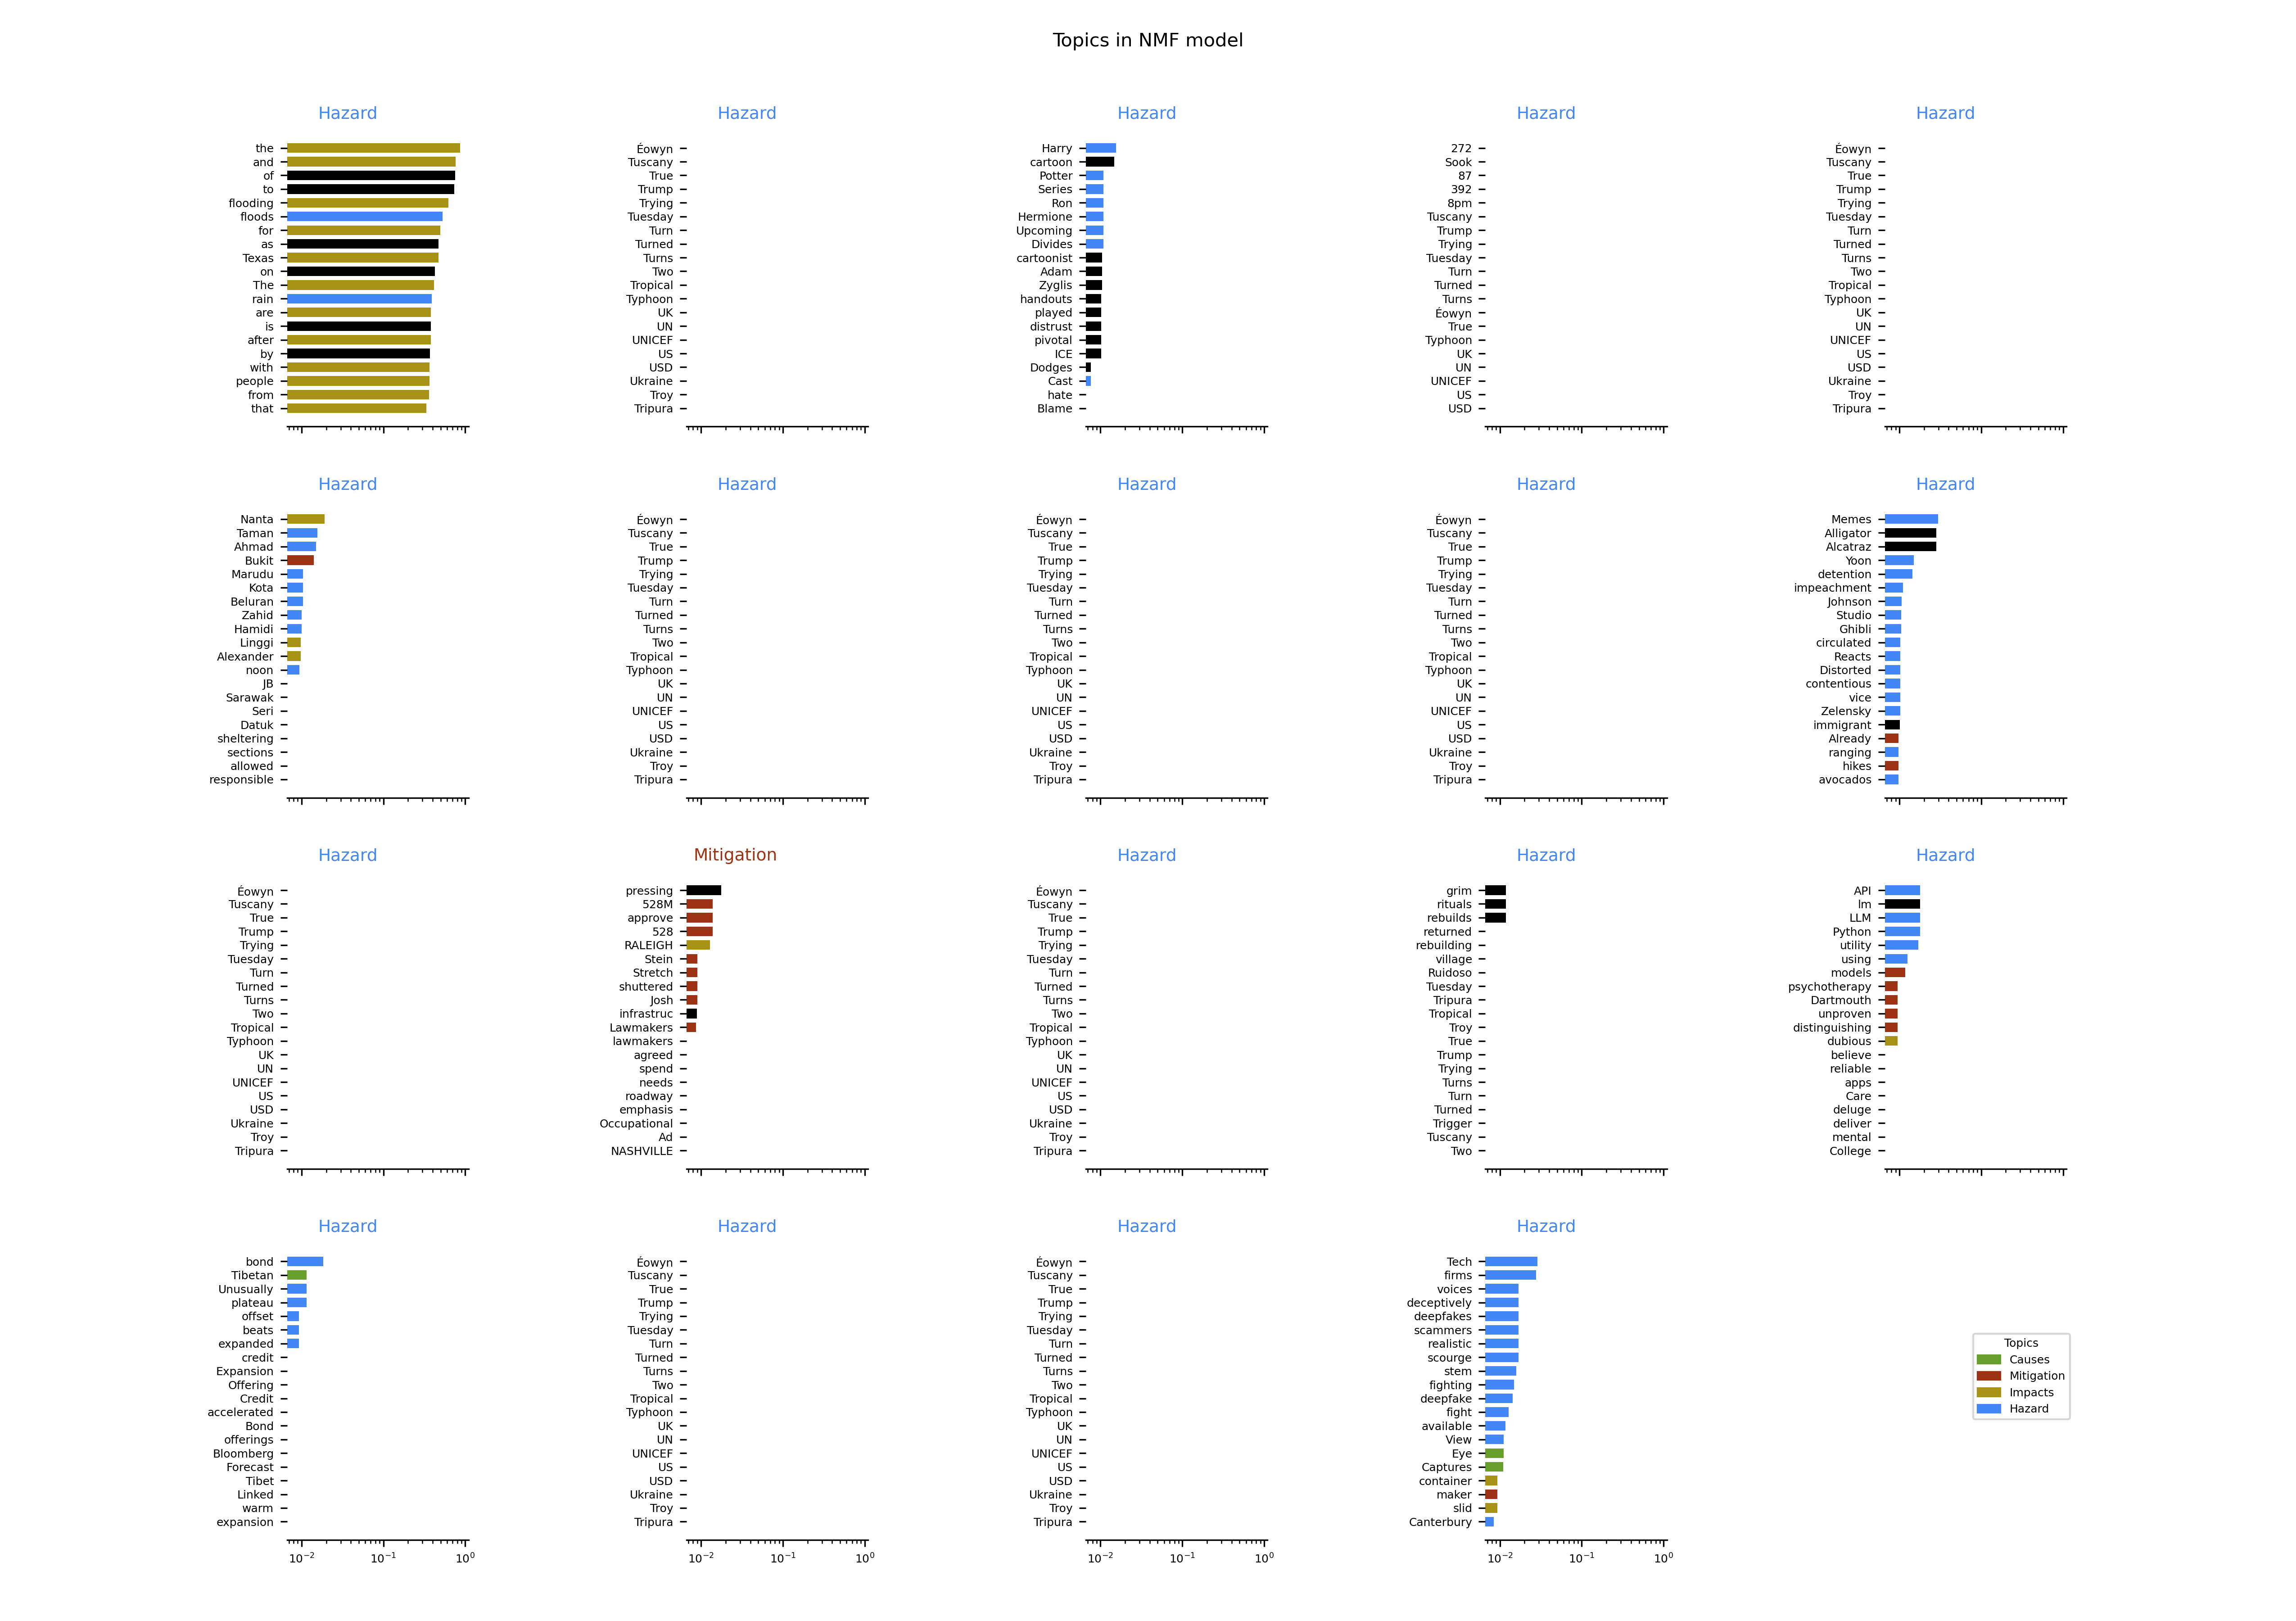 Topics in NMF model
Hazard
the
and
of
to
flooding
floods
for
as
Texas
on
The
rain
are
is
after
by
with
people
from
that
Hazard
Éowyn
Tuscany
True
Trump
Trying
Tuesday
Turn
Turned
Turns
Two
Tropical
Typhoon
UK
UN
UNICEF
US
USD
Ukraine
Troy
Tripura
Hazard
Harry
cartoon
Potter
Series
Ron
Hermione
Upcoming
Divides
cartoonist
Adam
Zyglis
handouts
played
distrust
pivotal
ICE
Dodges
Cast
hate
Blame
Hazard
272
Sook
87
392
8pm
Tuscany
Trump
Trying
Tuesday
Turn
Turned
Turns
Éowyn
True
Typhoon
UK
UN
UNICEF
US
USD
Hazard
Éowyn
Tuscany
True
Trump
Trying
Tuesday
Turn
Turned
Turns
Two
Tropical
Typhoon
UK
UN
UNICEF
US
USD
Ukraine
Troy
Tripura
Hazard
Nanta
Taman
Ahmad
Bukit
Marudu
Kota
Beluran
Zahid
Hamidi
Linggi
Alexander
noon
JB
Sarawak
Seri
Datuk
sheltering
sections
allowed
responsible
Hazard
Éowyn
Tuscany
True
Trump
Trying
Tuesday
Turn
Turned
Turns
Two
Tropical
Typhoon
UK
UN
UNICEF
US
USD
Ukraine
Troy
Tripura
Hazard
Éowyn
Tuscany
True
Trump
Trying
Tuesday
Turn
Turned
Turns
Two
Tropical
Typhoon
UK
UN
UNICEF
US
USD
Ukraine
Troy
Tripura
Hazard
Éowyn
Tuscany
True
Trump
Trying
Tuesday
Turn
Turned
Turns
Two
Tropical
Typhoon
UK
UN
UNICEF
US
USD
Ukraine
Troy
Tripura
Hazard
Memes
Alligator
Alcatraz
Yoon
detention
impeachment
Johnson
Studio
Ghibli
circulated
Reacts
Distorted
contentious
vice
Zelensky
immigrant
Already
ranging
hikes
avocados
Hazard
Éowyn
Tuscany
True
Trump
Trying
Tuesday
Turn
Turned
Turns
Two
Tropical
Typhoon
UK
UN
UNICEF
US
USD
Ukraine
Troy
Tripura
Mitigation
pressing
528M
approve
528
RALEIGH
Stein
Stretch
shuttered
Josh
infrastruc
Lawmakers
lawmakers
agreed
spend
needs
roadway
emphasis
Occupational
Ad
NASHVILLE
Hazard
Éowyn
Tuscany
True
Trump
Trying
Tuesday
Turn
Turned
Turns
Two
Tropical
Typhoon
UK
UN
UNICEF
US
USD
Ukraine
Troy
Tripura
Hazard
grim
rituals
rebuilds
returned
rebuilding
village
Ruidoso
Tuesday
Tripura
Tropical
Troy
True
Trump
Trying
Turns
Turn
Turned
Trigger
Tuscany
Two
Hazard
API
lm
LLM
Python
utility
using
models
psychotherapy
Dartmouth
unproven
distinguishing
dubious
believe
reliable
apps
Care
deluge
deliver
mental
College
Hazard
bond
Tibetan
Unusually
plateau
offset
beats
expanded
credit
Expansion
Offering
Credit
accelerated
Bond
offerings
Bloomberg
Forecast
Tibet
Linked
warm
expansion
10⁻² 10⁻¹ 10⁰
Hazard
Éowyn
Tuscany
True
Trump
Trying
Tuesday
Turn
Turned
Turns
Two
Tropical
Typhoon
UK
UN
UNICEF
US
USD
Ukraine
Troy
Tripura
10⁻² 10⁻¹ 10⁰
Hazard
Éowyn
Tuscany
True
Trump
Trying
Tuesday
Turn
Turned
Turns
Two
Tropical
Typhoon
UK
UN
UNICEF
US
USD
Ukraine
Troy
Tripura
10⁻² 10⁻¹ 10⁰
Hazard
Tech
firms
voices
deceptively
deepfakes
scammers
realistic
scourge
stem
fighting
deepfake
fight
available
View
Eye
Captures
container
maker
slid
Canterbury
10⁻² 10⁻¹ 10⁰
Topics
Causes
Mitigation
Impacts
Hazard